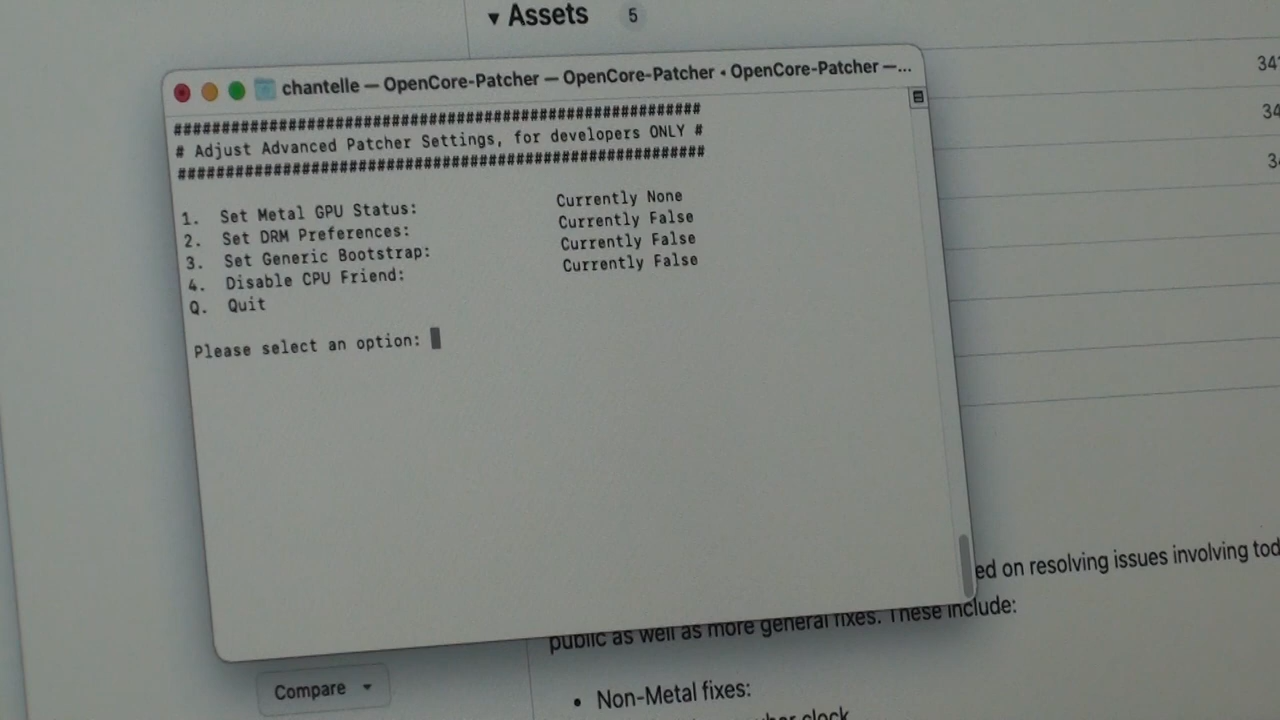 ▾ Assets 5
chantelle — OpenCore-Patcher — OpenCore-Patcher • OpenCore-Patcher —...
#######################################################
# Adjust Advanced Patcher Settings, for developers ONLY #
#######################################################
1. Set Metal GPU Status: Currently None
2. Set DRM Preferences: Currently False
3. Set Generic Bootstrap: Currently False
4. Disable CPU Friend: Currently False
Q. Quit
Please select an option:
ed on resolving issues involving tod
public as well as more general fixes. These include:
Compare
• Non-Metal fixes:
clock